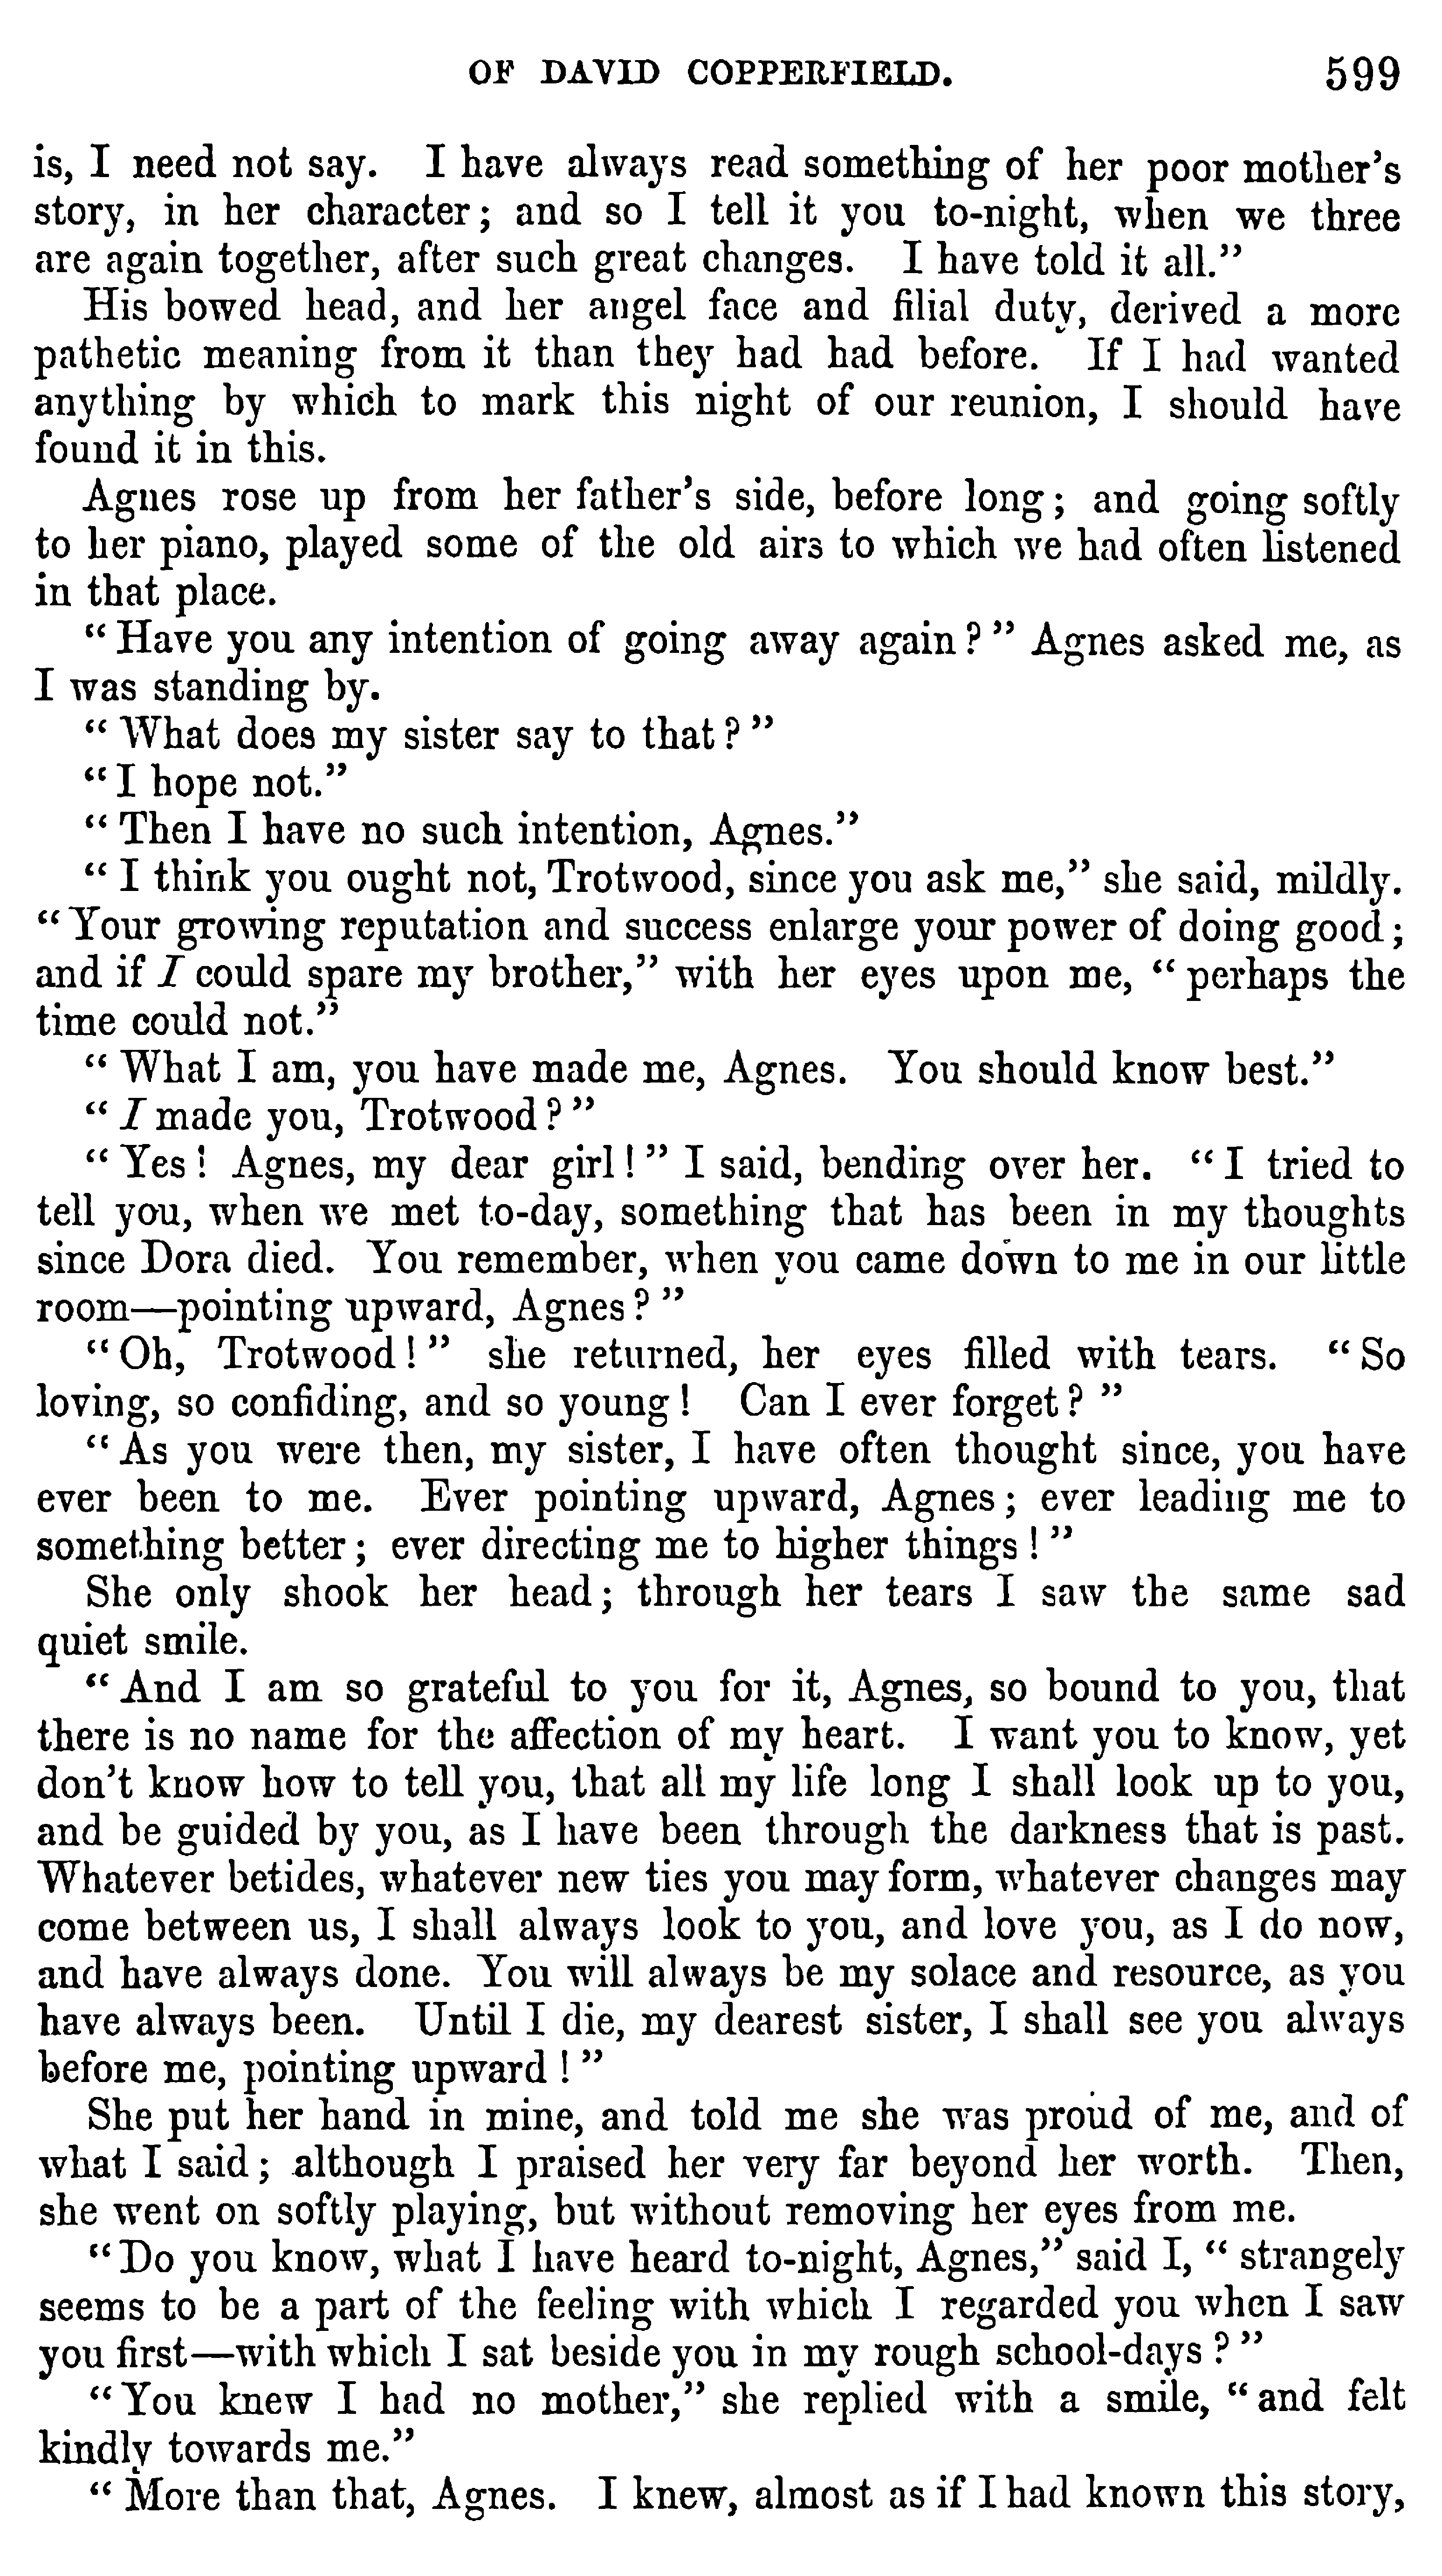 OF DAVID COPPERFIELD. 599
is, I need not say. I have always read something of her poor mother's
story, in her character; and so I tell it you to-night, when we three
are again together, after such great changes. I have told it all."
His bowed head, and her angel face and filial duty, derived a more
pathetic meaning from it than they had had before. If I had wanted
anything by which to mark this night of our reunion, I should have
found it in this.
Agnes rose up from her father's side, before long; and going softly
to her piano, played some of the old airs to which we had often listened
in that place.
"Have you any intention of going away again?" Agnes asked me, as
I was standing by.
"What does my sister say to that?"
"I hope not."
"Then I have no such intention, Agnes."
"I think you ought not, Trotwood, since you ask me," she said, mildly.
"Your growing reputation and success enlarge your power of doing good;
and if I could spare my brother," with her eyes upon me, "perhaps the
time could not."
"What I am, you have made me, Agnes. You should know best."
"I made you, Trotwood?"
"Yes! Agnes, my dear girl!" I said, bending over her. "I tried to
tell you, when we met to-day, something that has been in my thoughts
since Dora died. You remember, when you came down to me in our little
room—pointing upward, Agnes?"
"Oh, Trotwood!" she returned, her eyes filled with tears. "So
loving, so confiding, and so young! Can I ever forget?"
"As you were then, my sister, I have often thought since, you have
ever been to me. Ever pointing upward, Agnes; ever leading me to
something better; ever directing me to higher things!"
She only shook her head; through her tears I saw the same sad
quiet smile.
"And I am so grateful to you for it, Agnes, so bound to you, that
there is no name for the affection of my heart. I want you to know, yet
don't know how to tell you, that all my life long I shall look up to you,
and be guided by you, as I have been through the darkness that is past.
Whatever betides, whatever new ties you may form, whatever changes may
come between us, I shall always look to you, and love you, as I do now,
and have always done. You will always be my solace and resource, as you
have always been. Until I die, my dearest sister, I shall see you always
before me, pointing upward!"
She put her hand in mine, and told me she was proud of me, and of
what I said; although I praised her very far beyond her worth. Then,
she went on softly playing, but without removing her eyes from me.
"Do you know, what I have heard to-night, Agnes," said I, "strangely
seems to be a part of the feeling with which I regarded you when I saw
you first—with which I sat beside you in my rough school-days?"
"You knew I had no mother," she replied with a smile, "and felt
kindly towards me."
"More than that, Agnes. I knew, almost as if I had known this story,